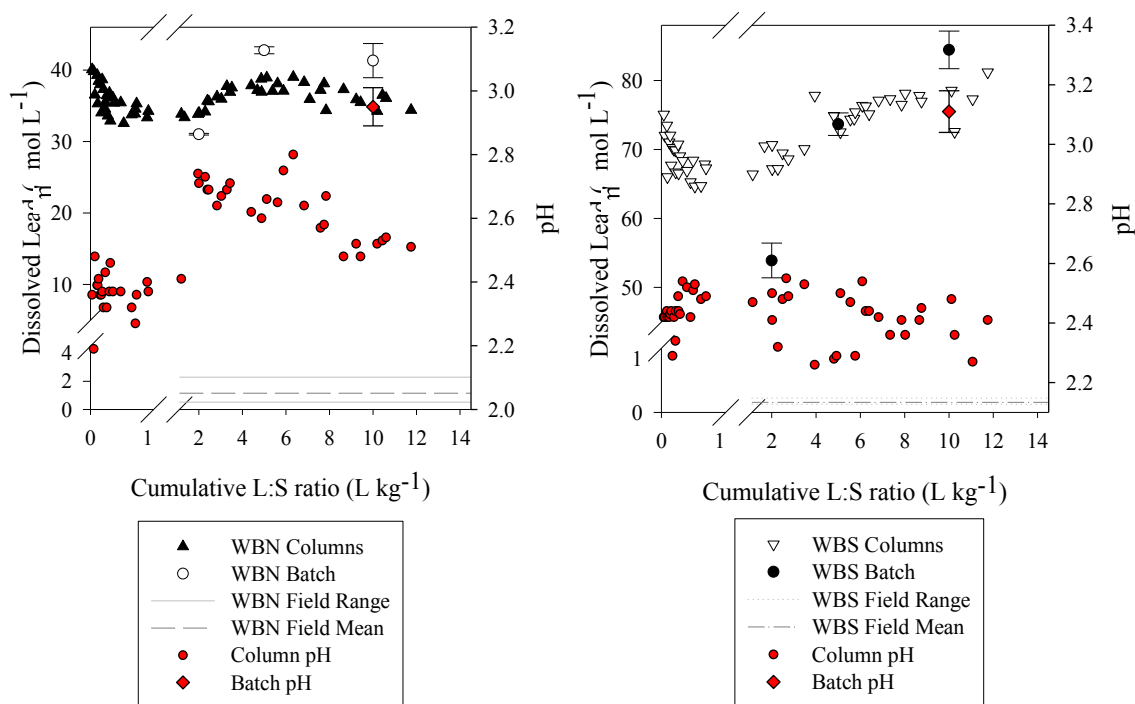 Dissolved Lead (η mol L-1)
40
30
20
10
4
2
0
3.2
3.0
2.8
2.6
2.4
2.2
2.0
pH
0 1 2 4 6 8 10 12 14
Cumulative L:S ratio (L kg-1)
WBN Columns
WBN Batch
WBN Field Range
WBN Field Mean
Column pH
Batch pH
Dissolved Lead (η mol L-1)
80
70
60
50
1
0
3.4
3.2
3.0
2.8
2.6
2.4
2.2
pH
0 1 2 4 6 8 10 12 14
Cumulative L:S ratio (L kg-1)
WBS Columns
WBS Batch
WBS Field Range
WBS Field Mean
Column pH
Batch pH